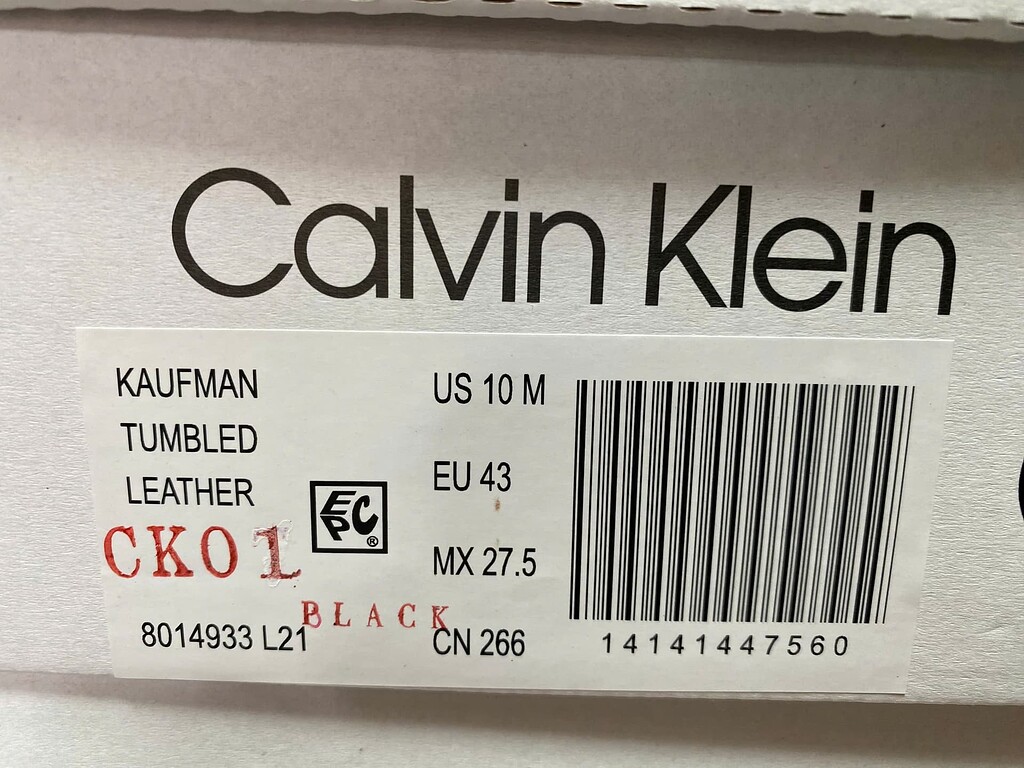 Calvin Klein
KAUFMAN
TUMBLED
LEATHER
CK01
BLACK
8014933 L21
EPC®
US 10 M
EU 43
MX 27.5
CN 266
14141447560